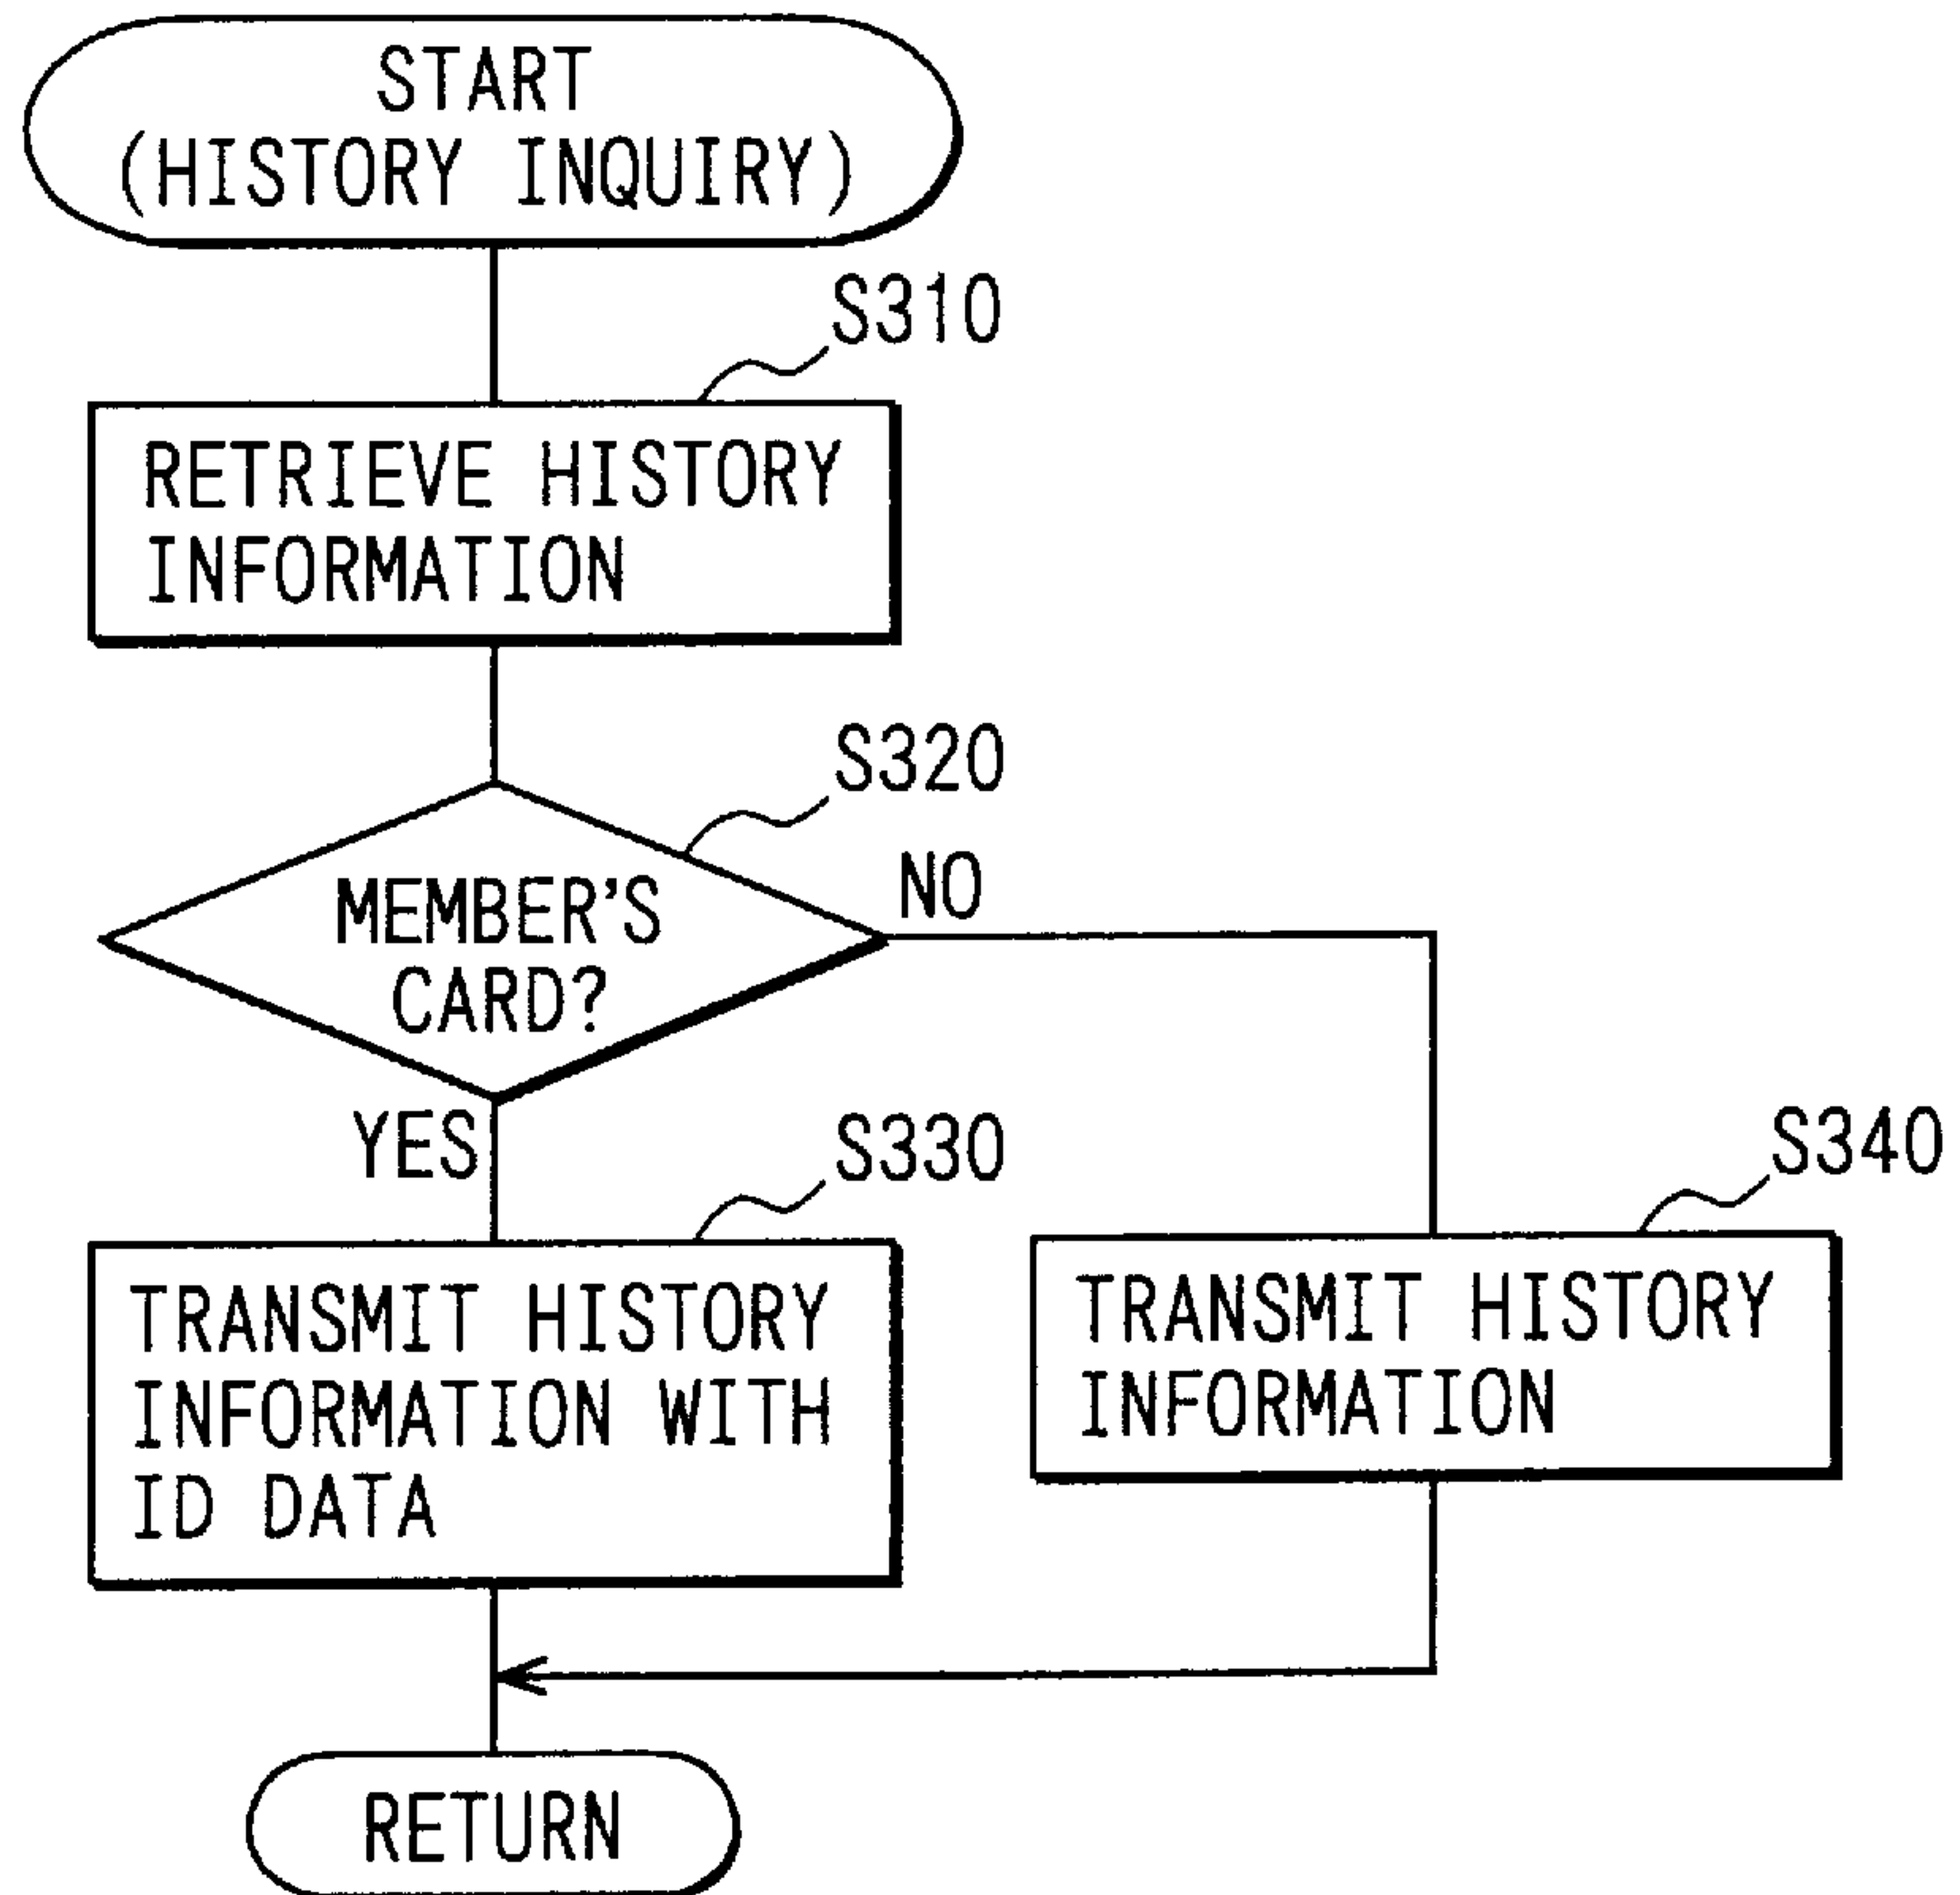 START
(HISTORY INQUIRY)
S310
RETRIEVE HISTORY
INFORMATION
S320
MEMBER'S
CARD?
NO
YES
S330
TRANSMIT HISTORY
INFORMATION WITH
ID DATA
S340
TRANSMIT HISTORY
INFORMATION
RETURN